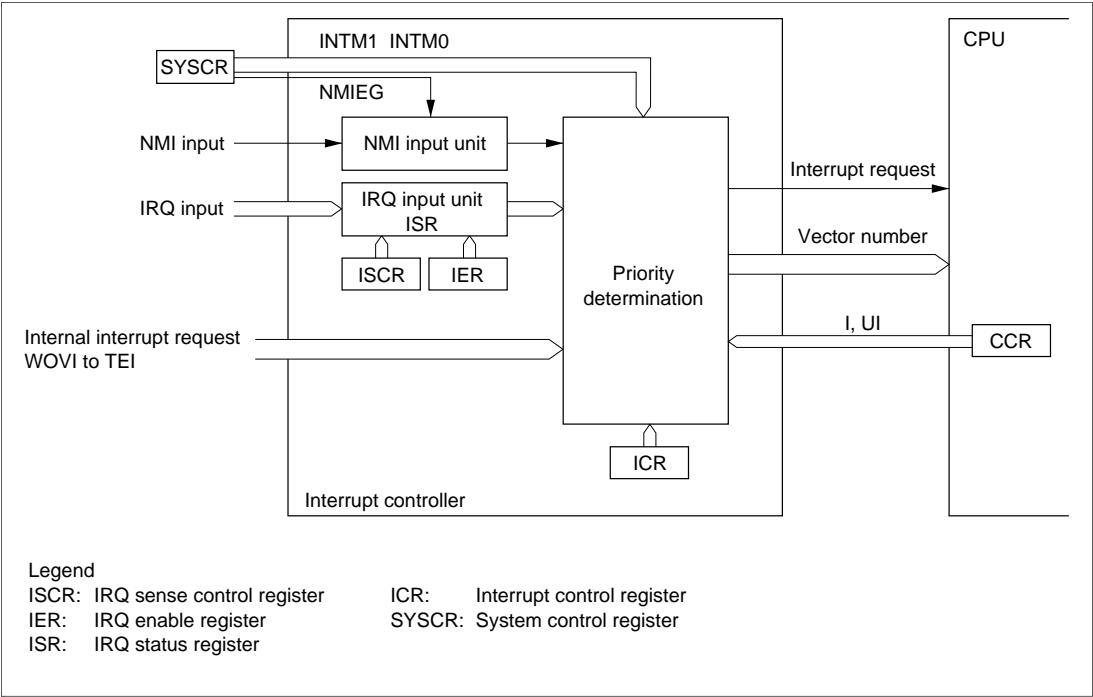 INTM1 INTM0
CPU
SYSCR
NMIEG
NMI input
NMI input unit
Interrupt request
IRQ input
IRQ input unit
ISR
Vector number
ISCR
IER
Priority
determination
I, UI
Internal interrupt request
WOVI to TEI
CCR
ICR
Interrupt controller
Legend
ISCR: IRQ sense control register ICR: Interrupt control register
IER: IRQ enable register SYSCR: System control register
ISR: IRQ status register